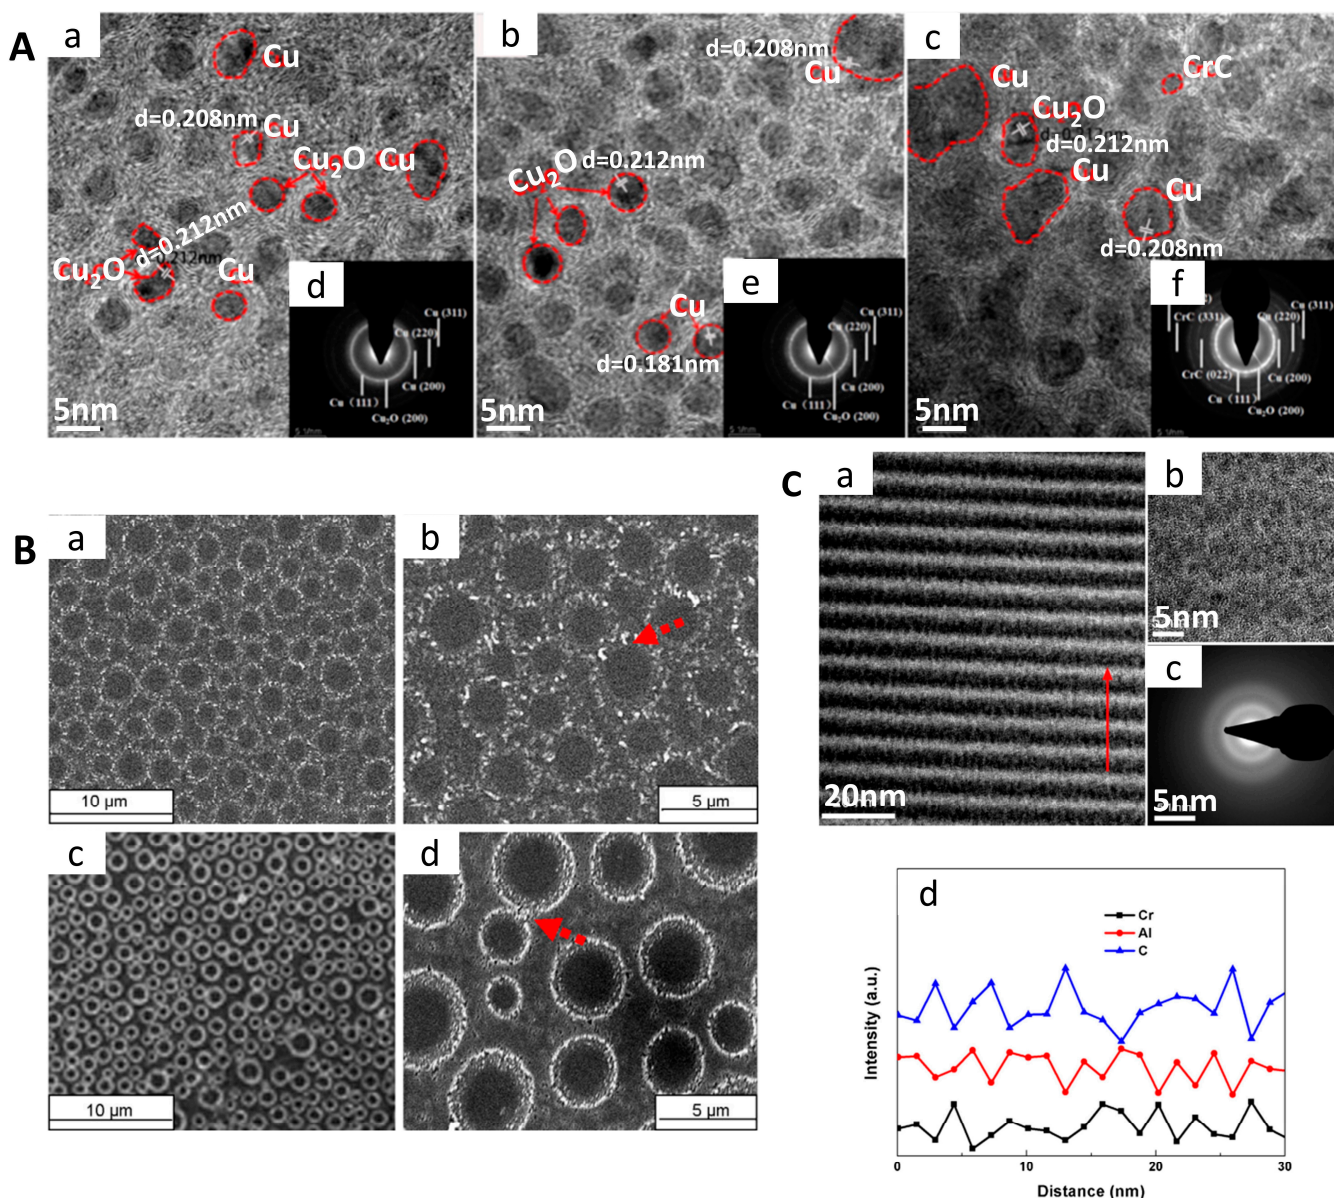 A
a
Cu
d=0.208nm
Cu
Cu₂O
Cu
d=0.212nm
Cu₂O
0.212nm
Cu
5nm
d
Cu (311)
Cu (220)
Cu (200)
Cu (111)
Cu₂O (200)
b
d=0.208nm
Cu
Cu₂O
d=0.212nm
Cu
d=0.181nm
5nm
e
Cu (311)
Cu (220)
Cu (200)
Cu (111)
Cu₂O (200)
c
Cu
CrC
Cu₂O
d=0.212nm
Cu
Cu
d=0.208nm
5nm
f
CrC (331)
Cu (311)
Cu (220)
CrC (022)
Cu (200)
Cu (111)
Cu₂O (200)
B
a
10 µm
b
5 µm
c
10 µm
d
5 µm
C
a
20nm
b
5nm
c
5nm
d
Cr
Al
C
Intensity (a.u.)
0
10
20
30
Distance (nm)